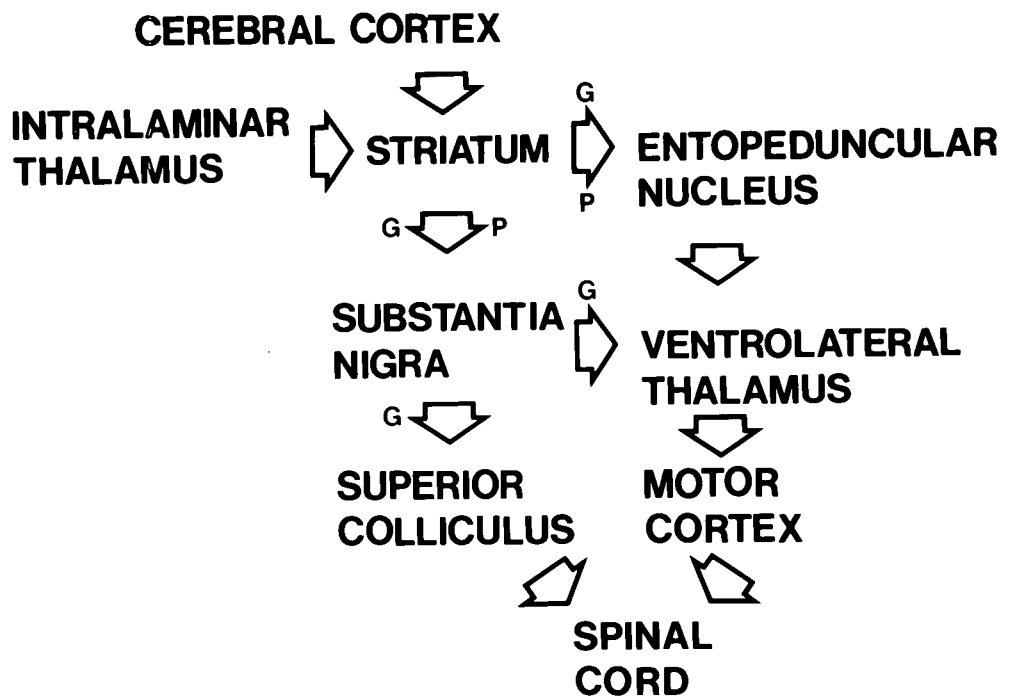 CEREBRAL CORTEX
INTRALAMINAR
THALAMUS
STRIATUM
G
P
ENTOPEDUNCULAR
NUCLEUS
G P
SUBSTANTIA
NIGRA
G
VENTROLATERAL
THALAMUS
G
SUPERIOR
COLLICULUS
MOTOR
CORTEX
SPINAL
CORD